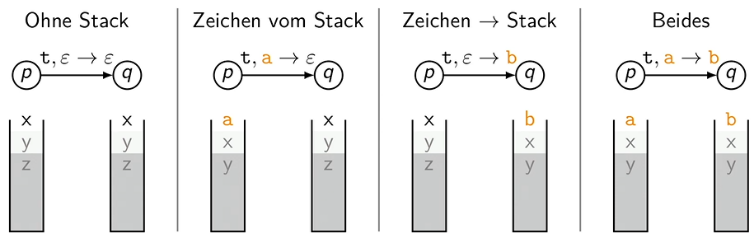 Ohne Stack
t, ε → ε
p
q
x
y
z
x
y
z
Zeichen vom Stack
t, a → ε
p
q
a
x
y
x
y
z
Zeichen → Stack
t, ε → b
p
q
x
y
z
b
x
y
Beides
t, a → b
p
q
a
x
y
b
x
y